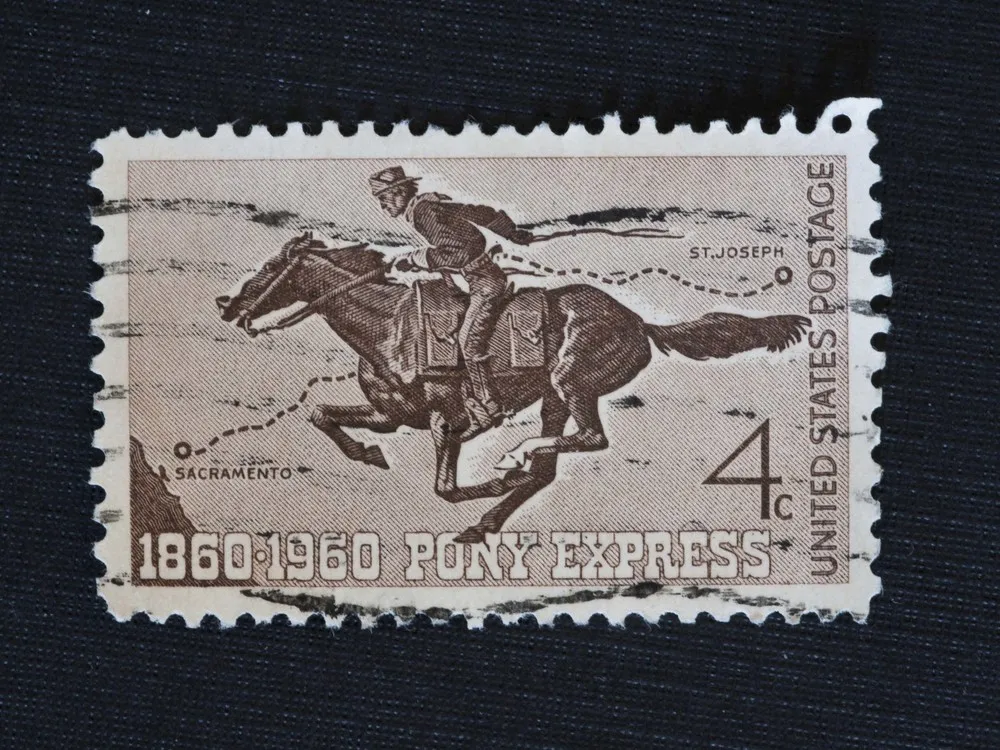 ST.JOSEPH
SACRAMENTO
4c
1860·1960 PONY EXPRESS
UNITED STATES POSTAGE